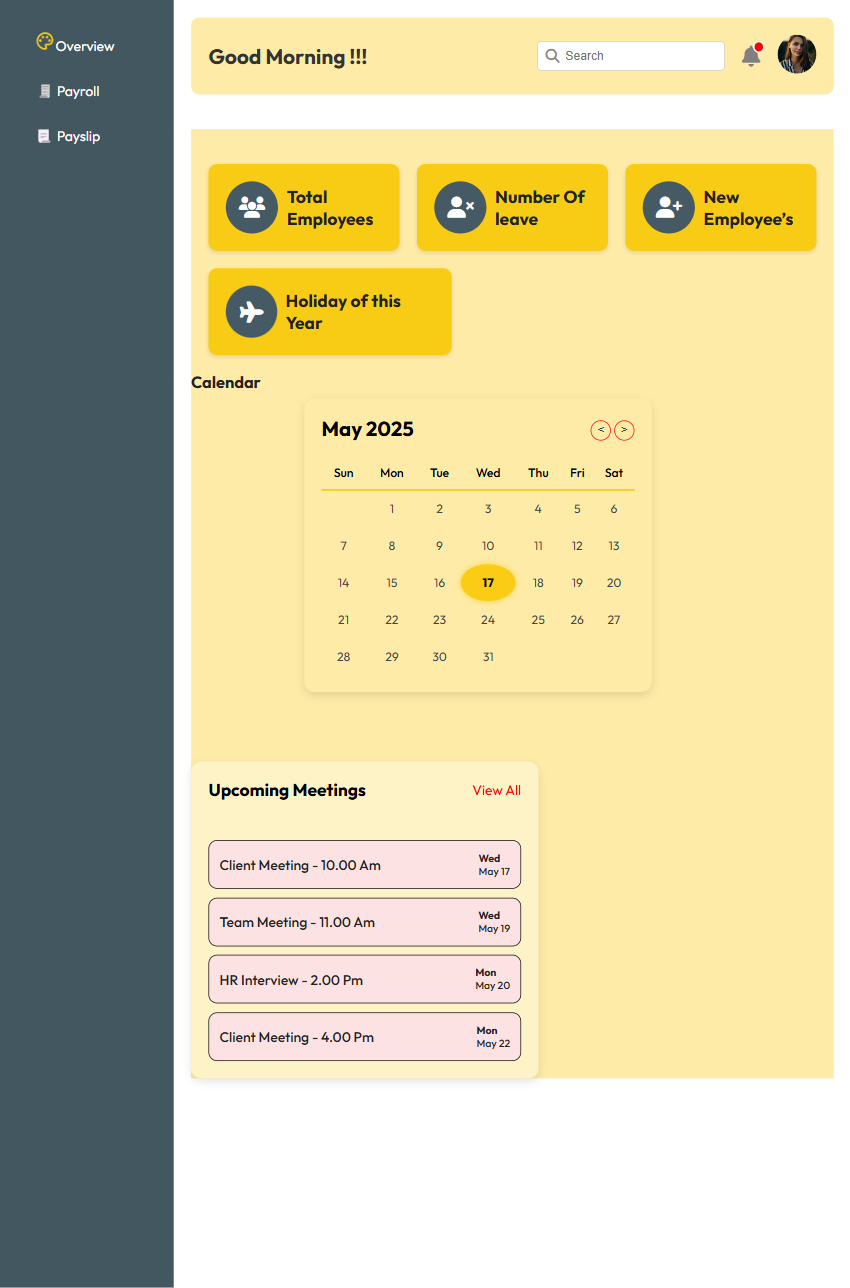 Overview
Payroll
Payslip
Good Morning !!!
Search
Total
Employees
Number Of
leave
New
Employee’s
Holiday of this
Year
Calendar
May 2025
< >
Sun Mon Tue Wed Thu Fri Sat
1 2 3 4 5 6
7 8 9 10 11 12 13
14 15 16 17 18 19 20
21 22 23 24 25 26 27
28 29 30 31
Upcoming Meetings View All
Client Meeting - 10.00 Am
Wed
May 17
Team Meeting - 11.00 Am
Wed
May 19
HR Interview - 2.00 Pm
Mon
May 20
Client Meeting - 4.00 Pm
Mon
May 22